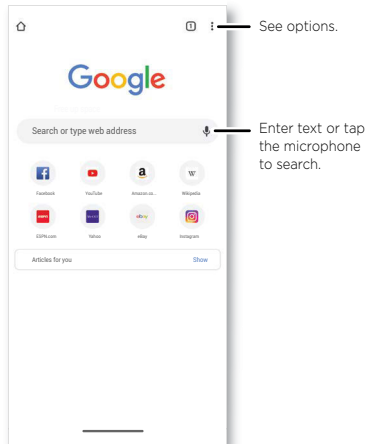 1
See options.
Google
Search or type web address
Enter text or tap
the microphone
to search.
f
a
W
Facebook
YouTube
Amazon.co...
Wikipedia
ebay
ESPN.com
Yahoo
eBay
Instagram
Articles for you
Show